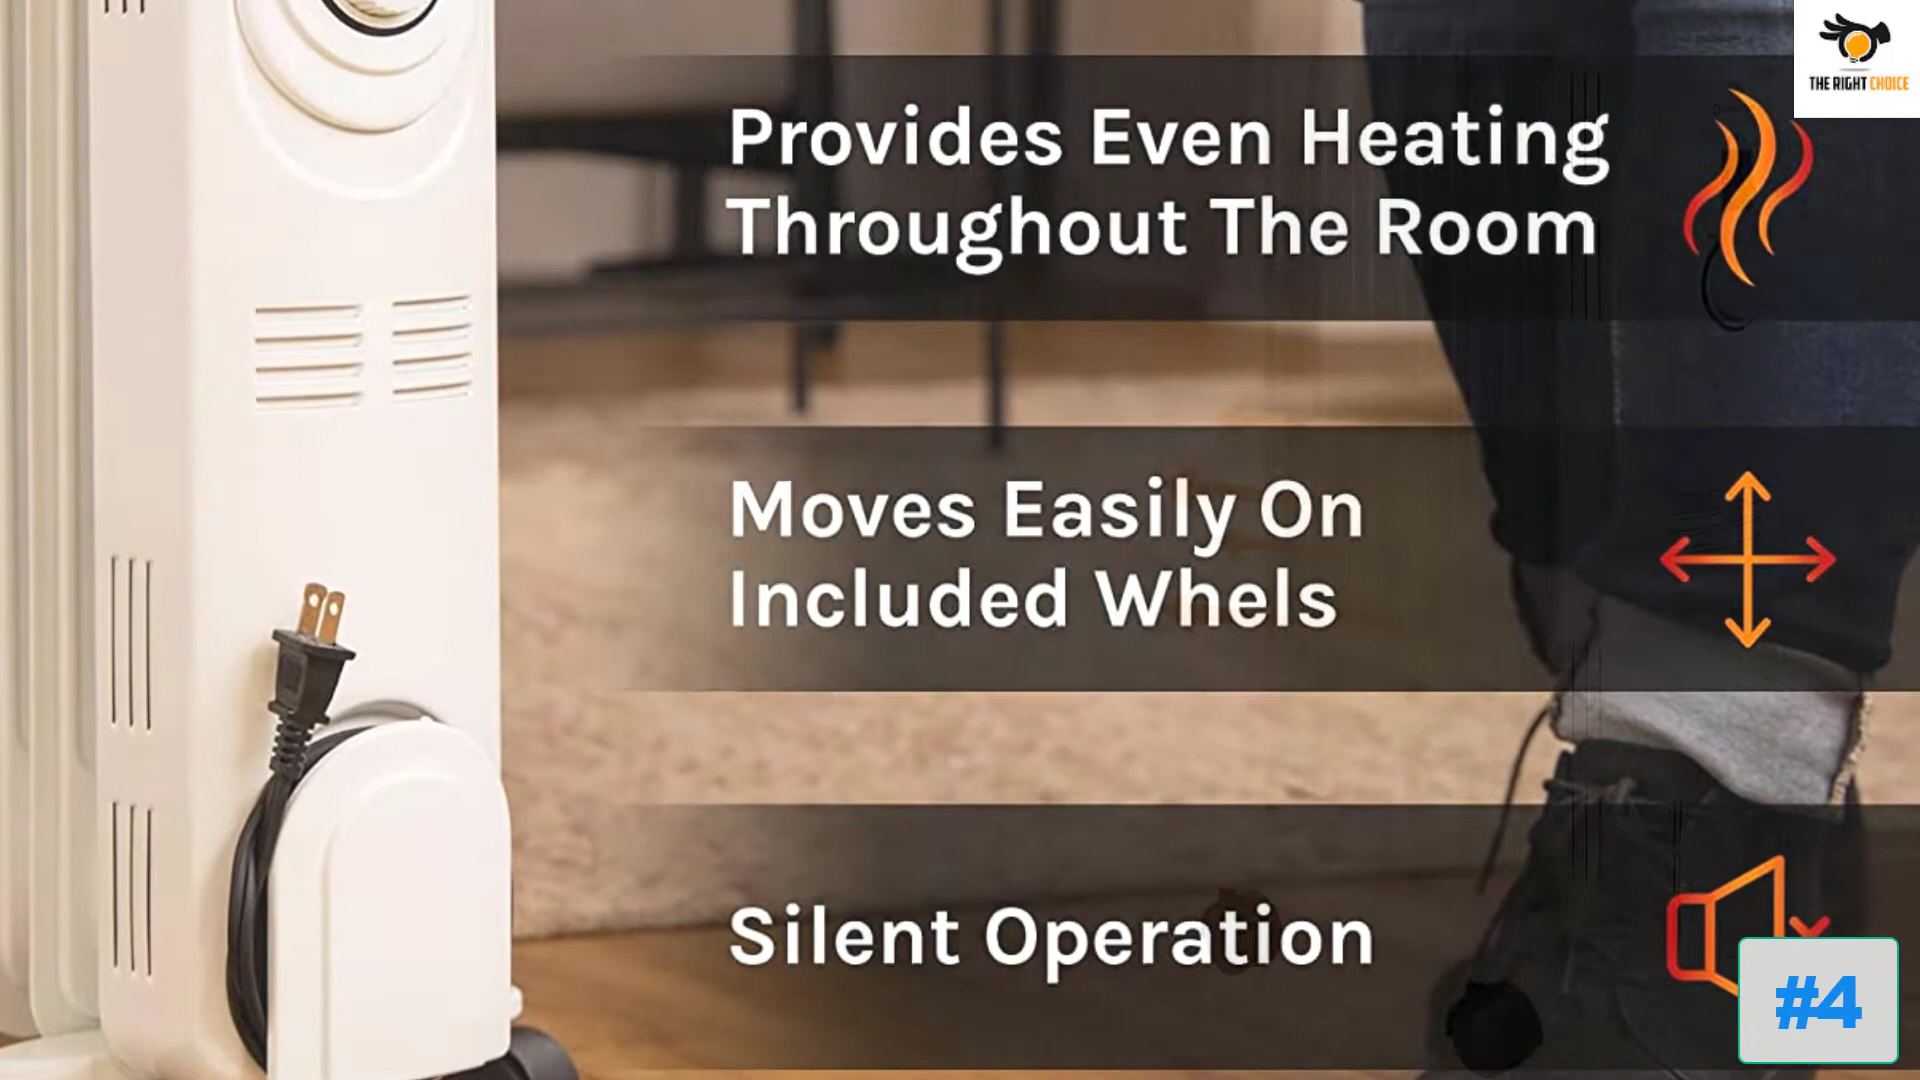 THE RIGHT CHOICE
Provides Even Heating
Throughout The Room
Moves Easily On
Included Whels
Silent Operation
#4